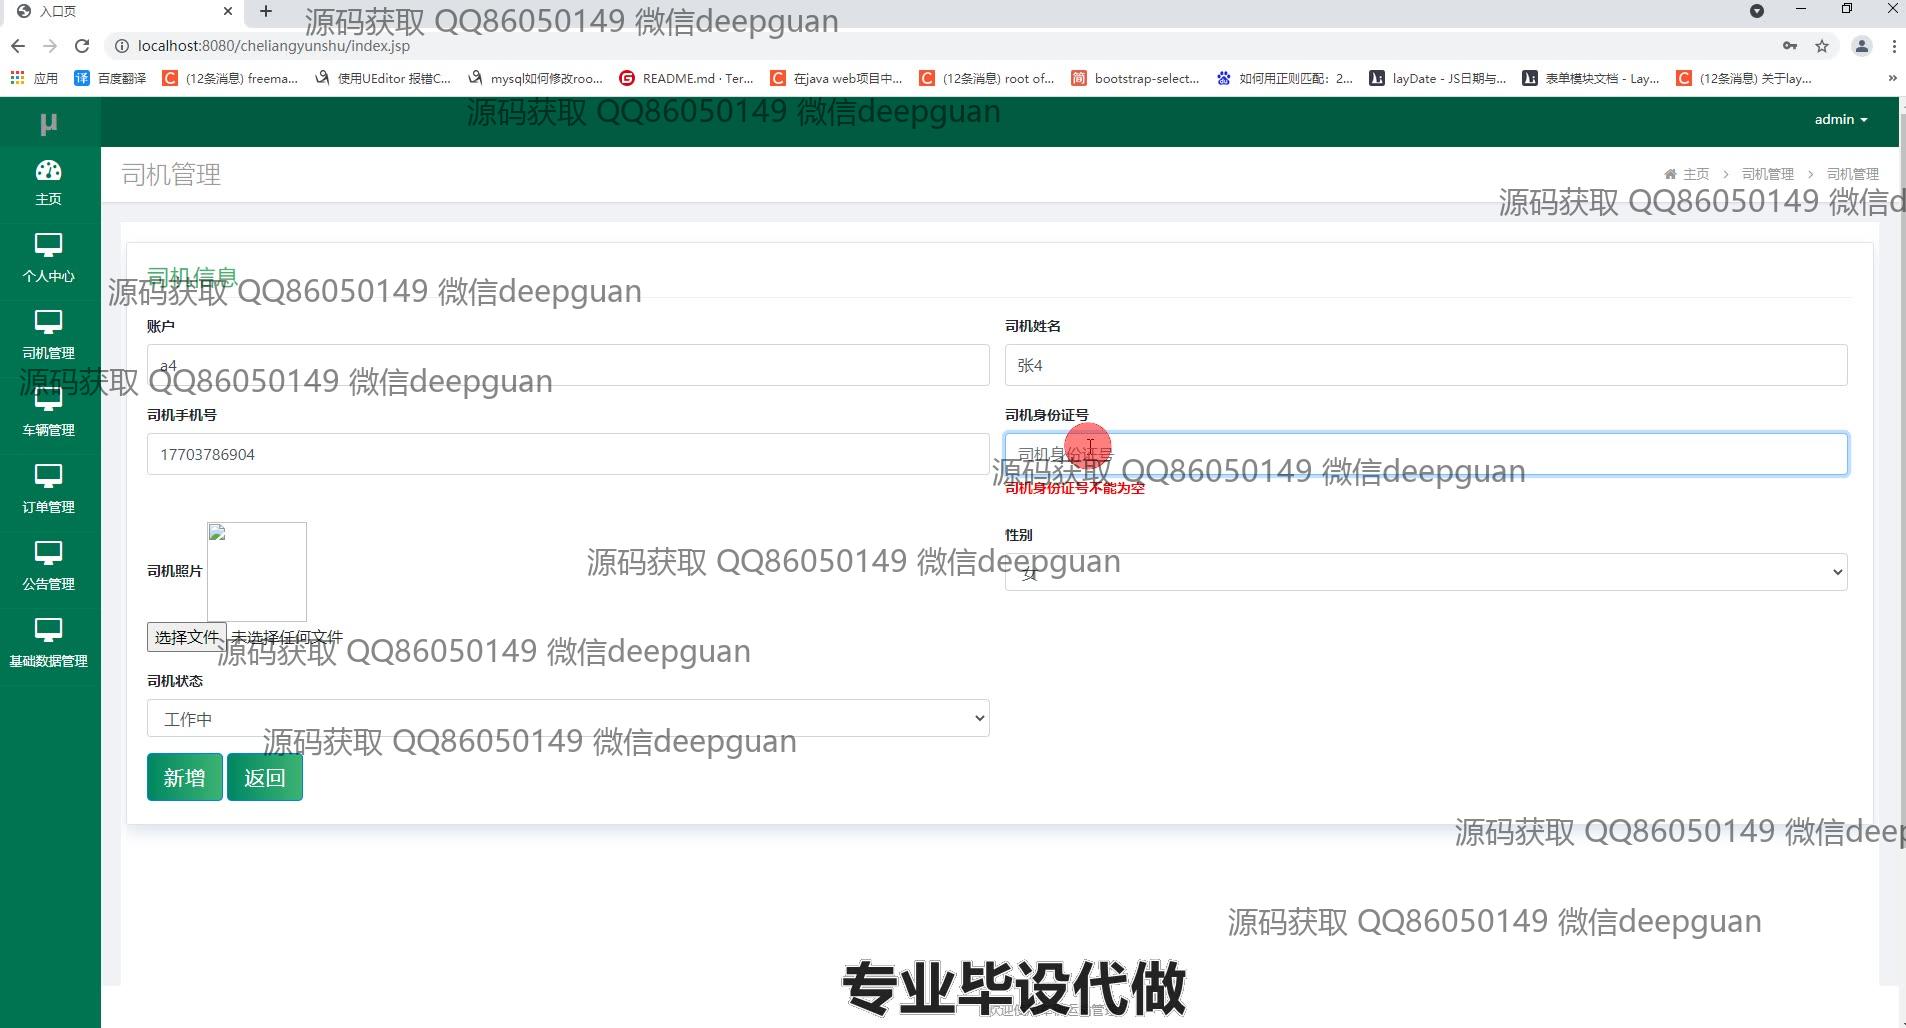 入口页
源码获取 QQ86050149 微信deepguan
localhost:8080/cheliangyunshu/index.jsp
应用
百度翻译
(12条消息) freema...
使用UEditor 报错C...
mysql如何修改roo...
README.md · Ter...
在java web项目中...
(12条消息) root of...
bootstrap-select...
如何用正则匹配：2...
layDate - JS日期与...
表单模块文档 - Lay...
(12条消息) 关于lay...
源码获取 QQ86050149 微信deepguan
μ
admin
主页
司机管理
主页 > 司机管理 > 司机管理
源码获取 QQ86050149 微信d
个人中心
司机信息
源码获取 QQ86050149 微信deepguan
账户
司机姓名
司机管理
a4
张4
源码获取 QQ86050149 微信deepguan
司机手机号
司机身份证号
车辆管理
17703786904
司机身份证号
源码获取 QQ86050149 微信deepguan
司机身份证号不能为空
订单管理
性别
源码获取 QQ86050149 微信deepguan
司机照片
女
公告管理
选择文件 未选择任何文件
源码获取 QQ86050149 微信deepguan
基础数据管理
司机状态
工作中
源码获取 QQ86050149 微信deepguan
新增
返回
源码获取 QQ86050149 微信deep
源码获取 QQ86050149 微信deepguan
专业毕设代做